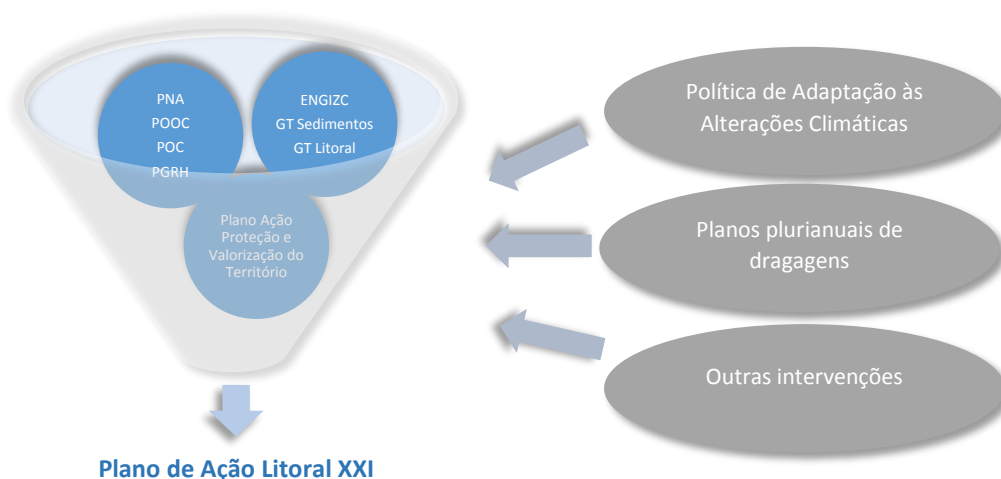 PNA
POOC
POC
PGRH
ENGIZC
GT Sedimentos
GT Litoral
Plano Ação
Proteção e
Valorização do
Território
Política de Adaptação às
Alterações Climáticas
Planos plurianuais de
dragagens
Outras intervenções
Plano de Ação Litoral XXI